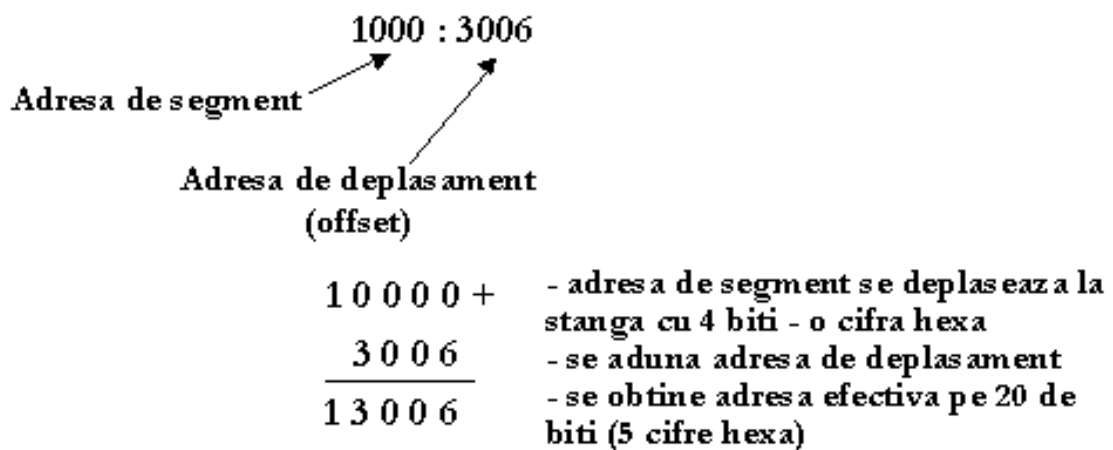 1000 : 3006
Adresa de segment
Adresa de deplasament
(offset)
1 0 0 0 0 +
3 0 0 6
1 3 0 0 6
- adresa de segment se deplaseaza la
stanga cu 4 biti - o cifra hexa
- se aduna adresa de deplasament
- se obtine adresa efectiva pe 20 de
biti (5 cifre hexa)